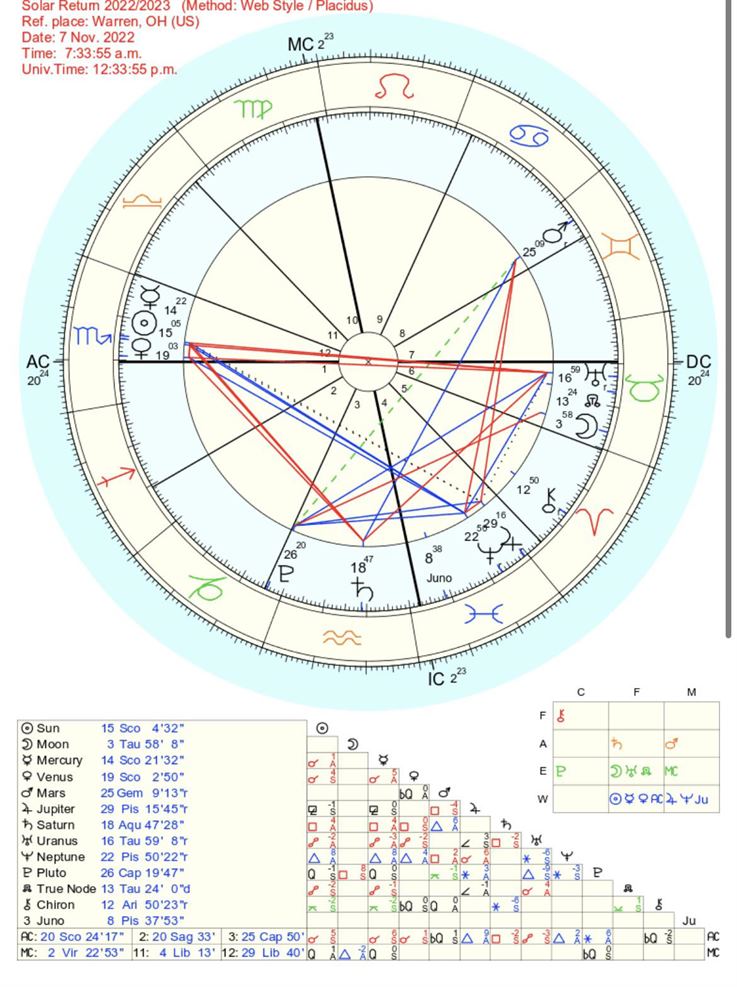 Solar Return 2022/2023 (Method: Web Style / Placidus)
Ref. place: Warren, OH (US)
Date: 7 Nov. 2022
Time: 7:33:55 a.m.
Univ.Time: 12:33:55 p.m.
MC 2 23
25 09 r
10 9
11 8
12 7
1 6
2 5
3 4
14 22
15 05
19 03
AC
20 24
DC
20 24
16 59 r
13 24
3 58
12 50
29 16
22 50
8 38
Juno
18 47
26 20
IC 2 23
C F M
F
A
E MC
W AC Ju
Sun 15 Sco 4'32"
Moon 3 Tau 58' 8"
Mercury 14 Sco 21'32"
Venus 19 Sco 2'50"
Mars 25 Gem 9'13"r
Jupiter 29 Pis 15'45"r
Saturn 18 Aqu 47'28"
Uranus 16 Tau 59' 8"r
Neptune 22 Pis 50'22"r
Pluto 26 Cap 19'47"
True Node 13 Tau 24' 0"d
Chiron 12 Ari 50'23"r
3 Juno 8 Pis 37'53"
Ju
AC: 20 Sco 24'17" 2: 20 Sag 33' 3: 25 Cap 50' AC
MC: 2 Vir 22'53" 11: 4 Lib 13' 12: 29 Lib 40' MC